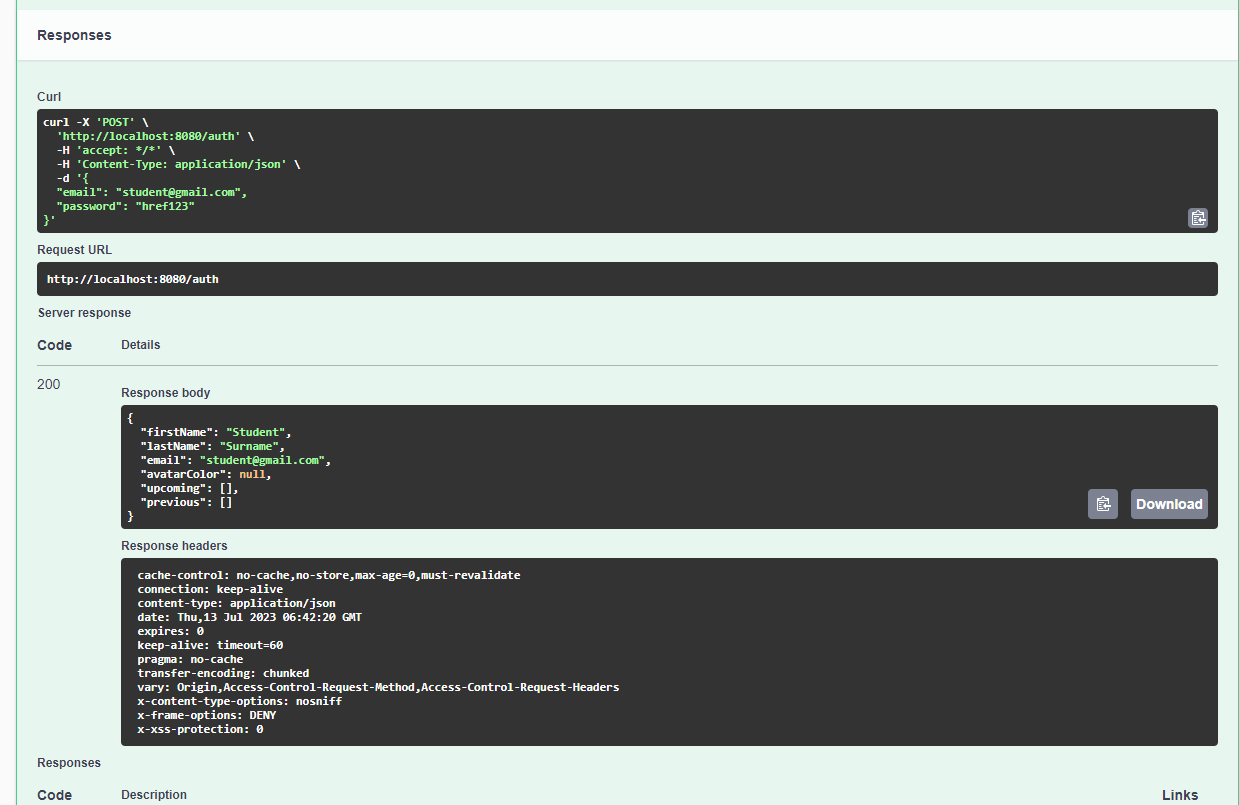 Responses
Curl
curl -X 'POST' \
'http://localhost:8080/auth' \
-H 'accept: */*' \
-H 'Content-Type: application/json' \
-d '{
"email": "student@gmail.com",
"password": "href123"
}'
Request URL
http://localhost:8080/auth
Server response
Code Details
200
Response body
{
"firstName": "Student",
"lastName": "Surname",
"email": "student@gmail.com",
"avatarColor": null,
"upcoming": [],
"previous": []
}
Download
Response headers
cache-control: no-cache,no-store,max-age=0,must-revalidate
connection: keep-alive
content-type: application/json
date: Thu,13 Jul 2023 06:42:20 GMT
expires: 0
keep-alive: timeout=60
pragma: no-cache
transfer-encoding: chunked
vary: Origin,Access-Control-Request-Method,Access-Control-Request-Headers
x-content-type-options: nosniff
x-frame-options: DENY
x-xss-protection: 0
Responses
Code Description Links